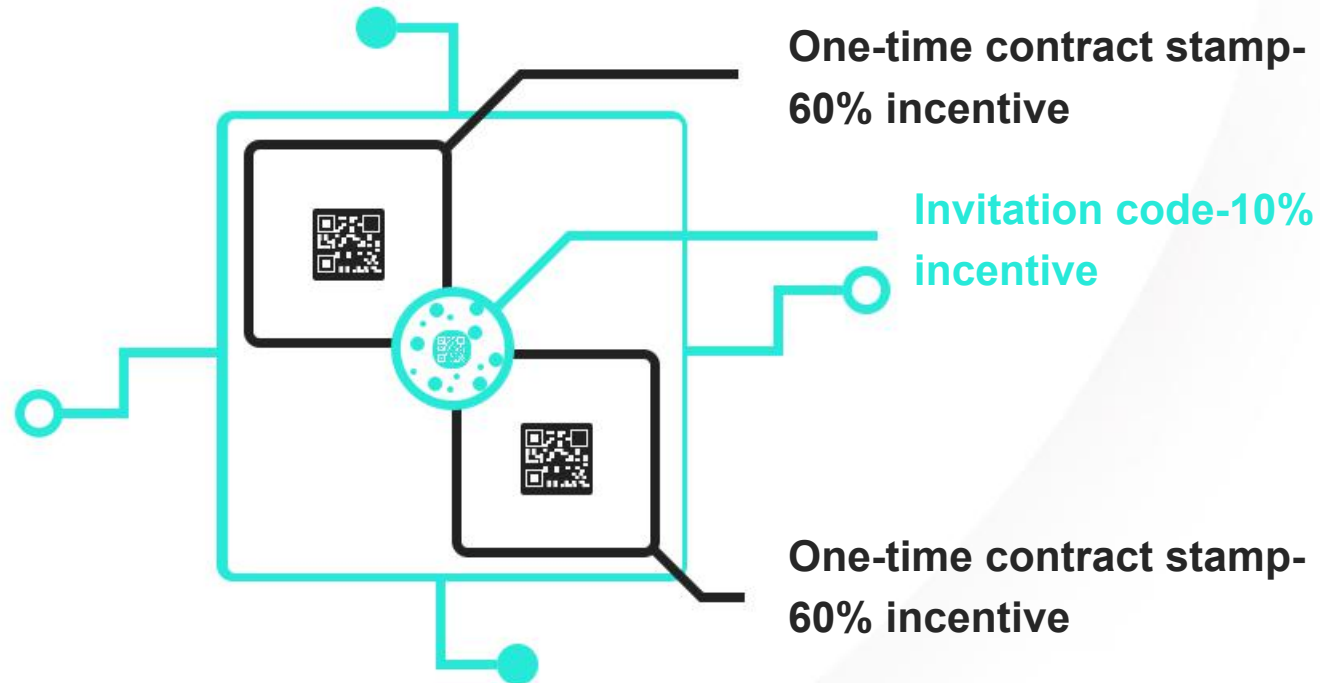 One-time contract stamp-
60% incentive
Invitation code-10%
incentive
One-time contract stamp-
60% incentive